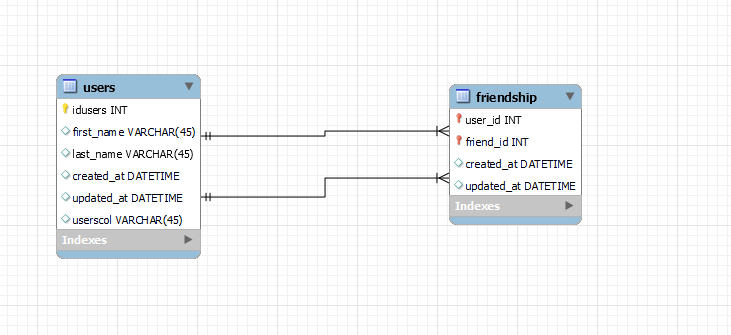 users
idusers INT
first_name VARCHAR(45)
last_name VARCHAR(45)
created_at DATETIME
updated_at DATETIME
userscol VARCHAR(45)
Indexes
friendship
user_id INT
friend_id INT
created_at DATETIME
updated_at DATETIME
Indexes